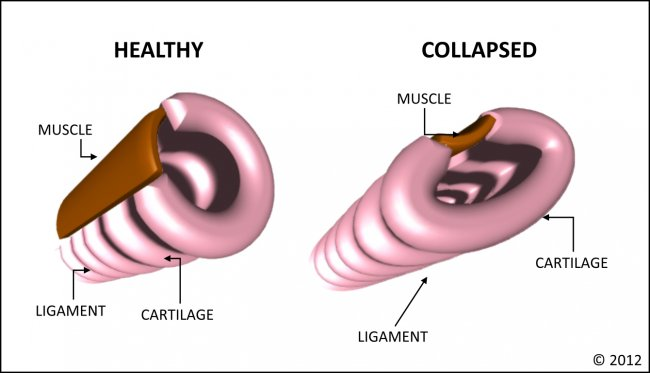 HEALTHY
COLLAPSED
MUSCLE
MUSCLE
LIGAMENT
CARTILAGE
CARTILAGE
LIGAMENT
© 2012